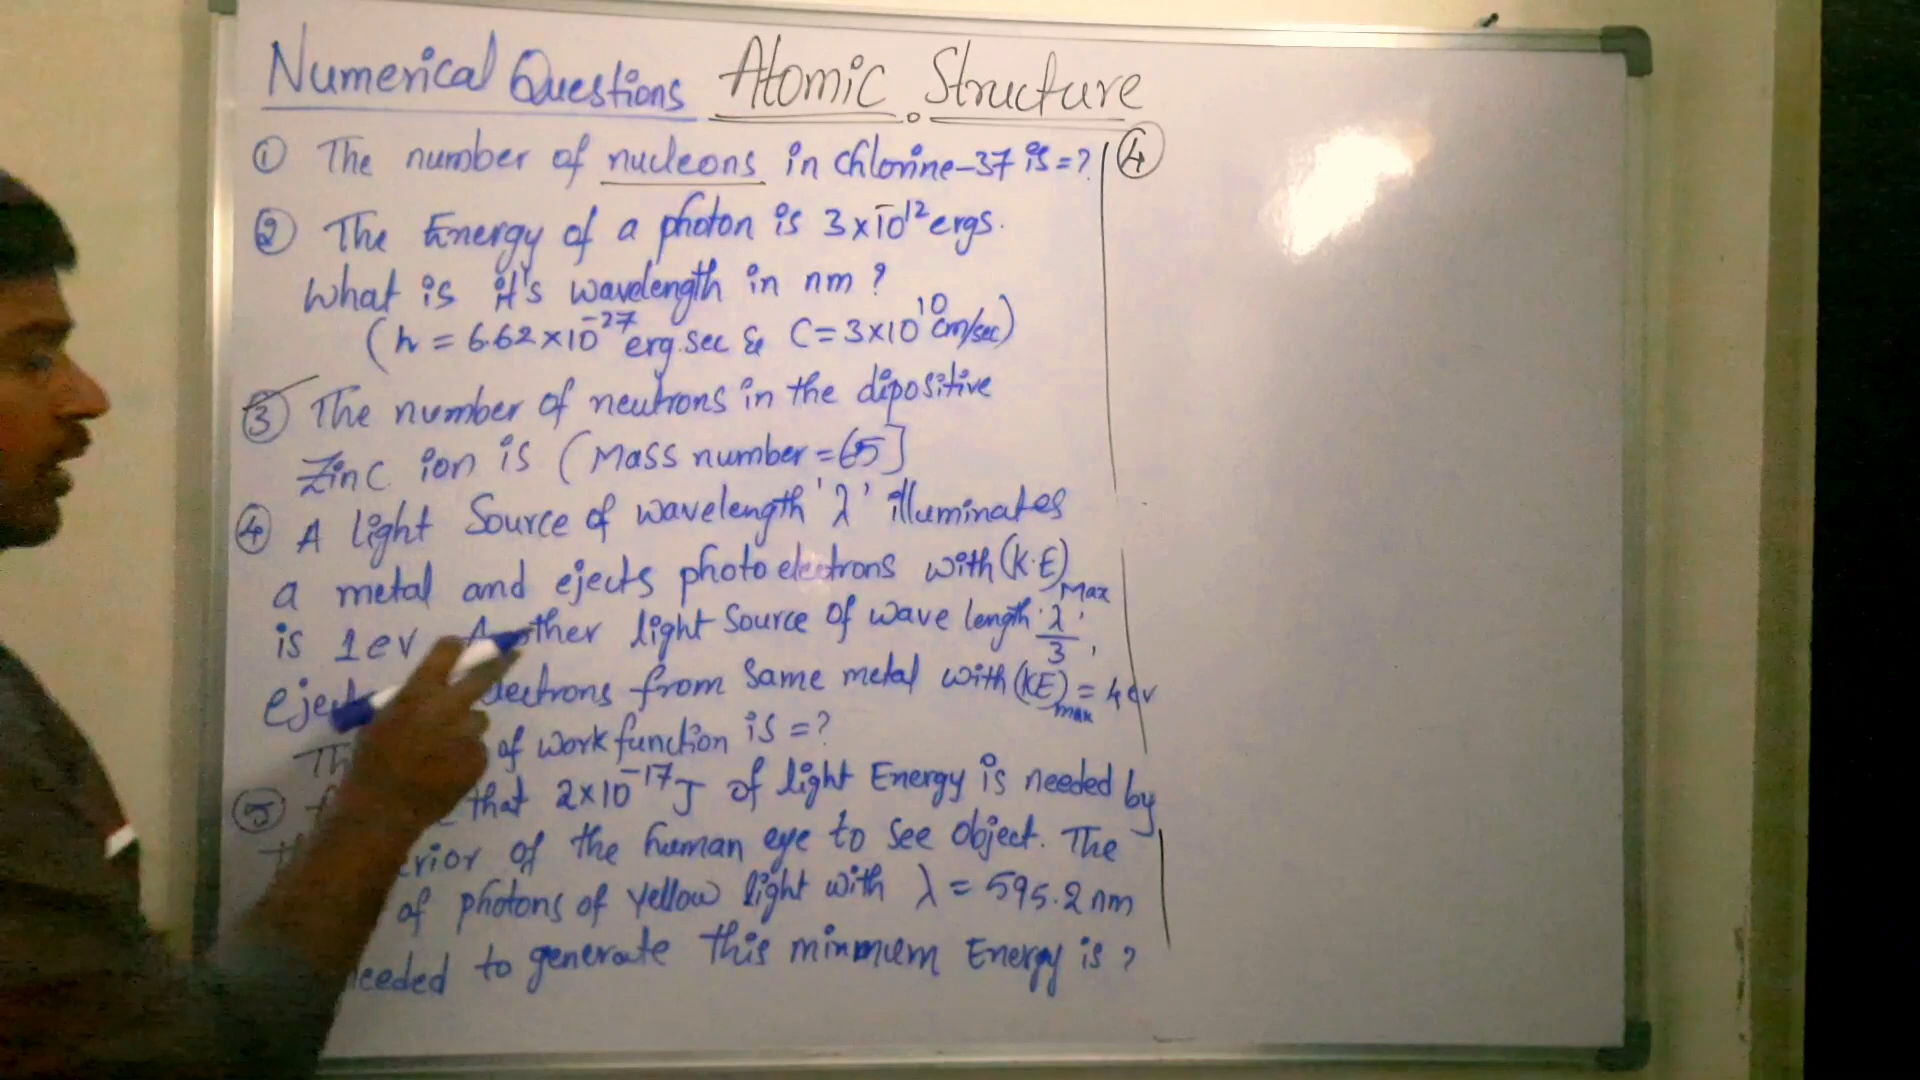 Numerical Questions Atomic Structure
① The number of nucleons in chlorine-37 is = ?
② The Energy of a photon is 3×10⁻¹² ergs.
What is it's wavelength in nm ?
(h = 6.62×10⁻²⁷ erg.sec & C = 3×10¹⁰ cm/sec)
③ The number of neutrons in the dipositive
Zinc ion is (Mass number = 65]
④ A light Source of wavelength 'λ' illuminates
a metal and ejects photo electrons with (K.E)Max
is 1ev Another light Source of wave length 'λ/3'
electrons from Same metal with (KE)max = 4ev
of work function is = ?
⑤ that 2×10⁻¹⁷J of light Energy is needed by
of the human eye to see object. The
of photons of yellow light with λ = 595.2 nm
needed to generate this minmum Energy is ?
④